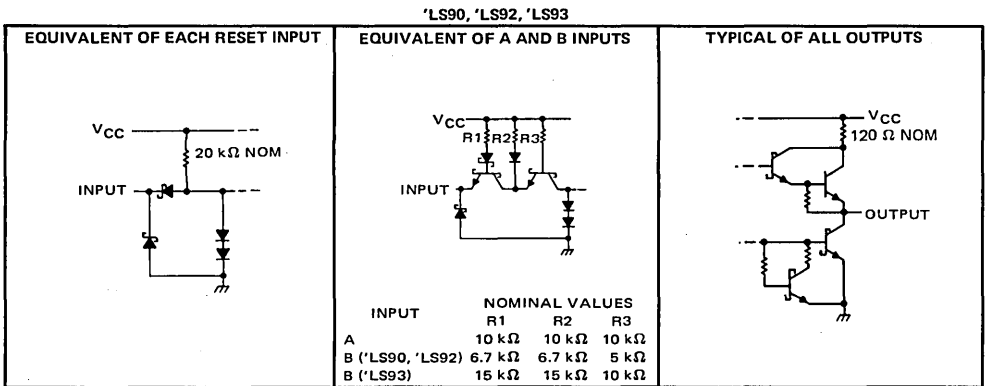 'LS90, 'LS92, 'LS93
EQUIVALENT OF EACH RESET INPUT
VCC
20 kΩ NOM
INPUT
EQUIVALENT OF A AND B INPUTS
VCC
R1 R2 R3
INPUT
INPUT NOMINAL VALUES
R1 R2 R3
A 10 kΩ 10 kΩ 10 kΩ
B ('LS90, 'LS92) 6.7 kΩ 6.7 kΩ 5 kΩ
B ('LS93) 15 kΩ 15 kΩ 10 kΩ
TYPICAL OF ALL OUTPUTS
VCC
120 Ω NOM
OUTPUT